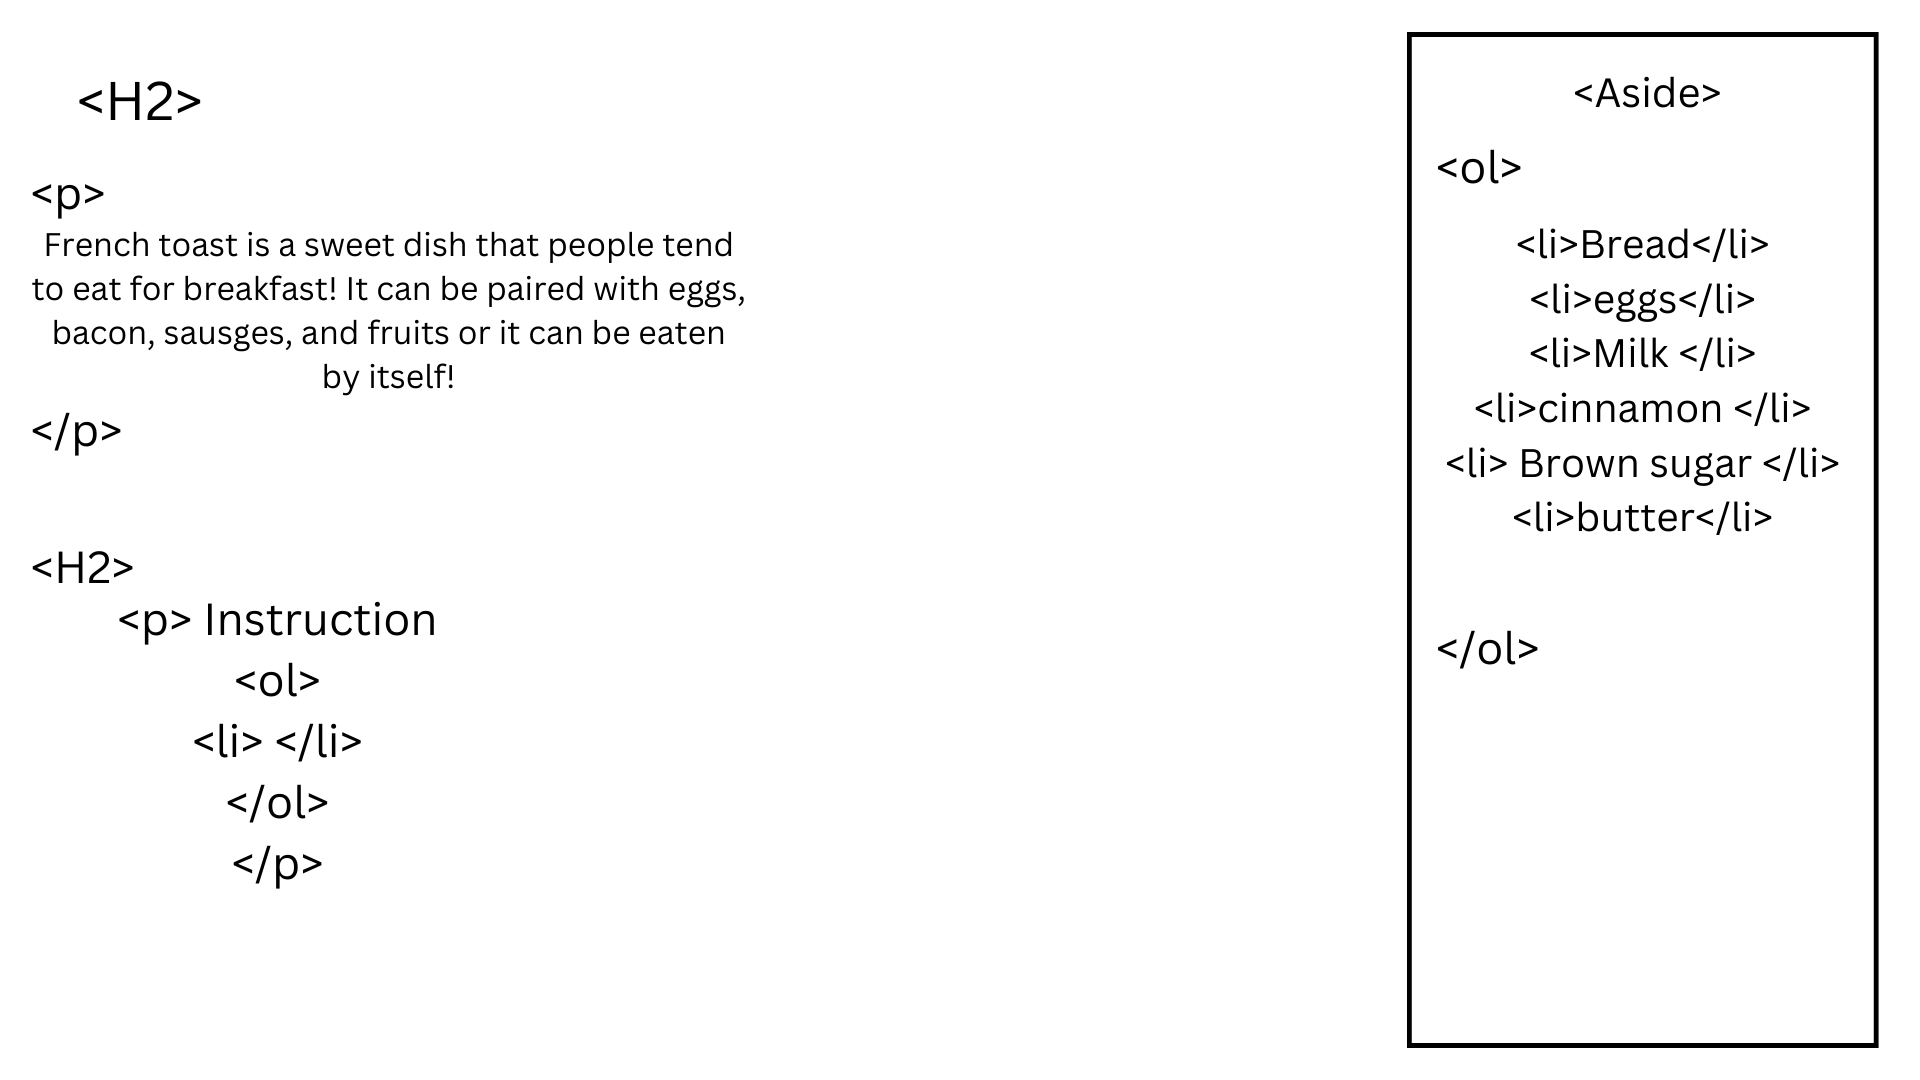 <H2>
<p>
French toast is a sweet dish that people tend
to eat for breakfast! It can be paired with eggs,
bacon, sausges, and fruits or it can be eaten
by itself!
</p>
<H2>
<p> Instruction
<ol>
<li> </li>
</ol>
</p>
<Aside>
<ol>
<li>Bread</li>
<li>eggs</li>
<li>Milk </li>
<li>cinnamon </li>
<li> Brown sugar </li>
<li>butter</li>
</ol>